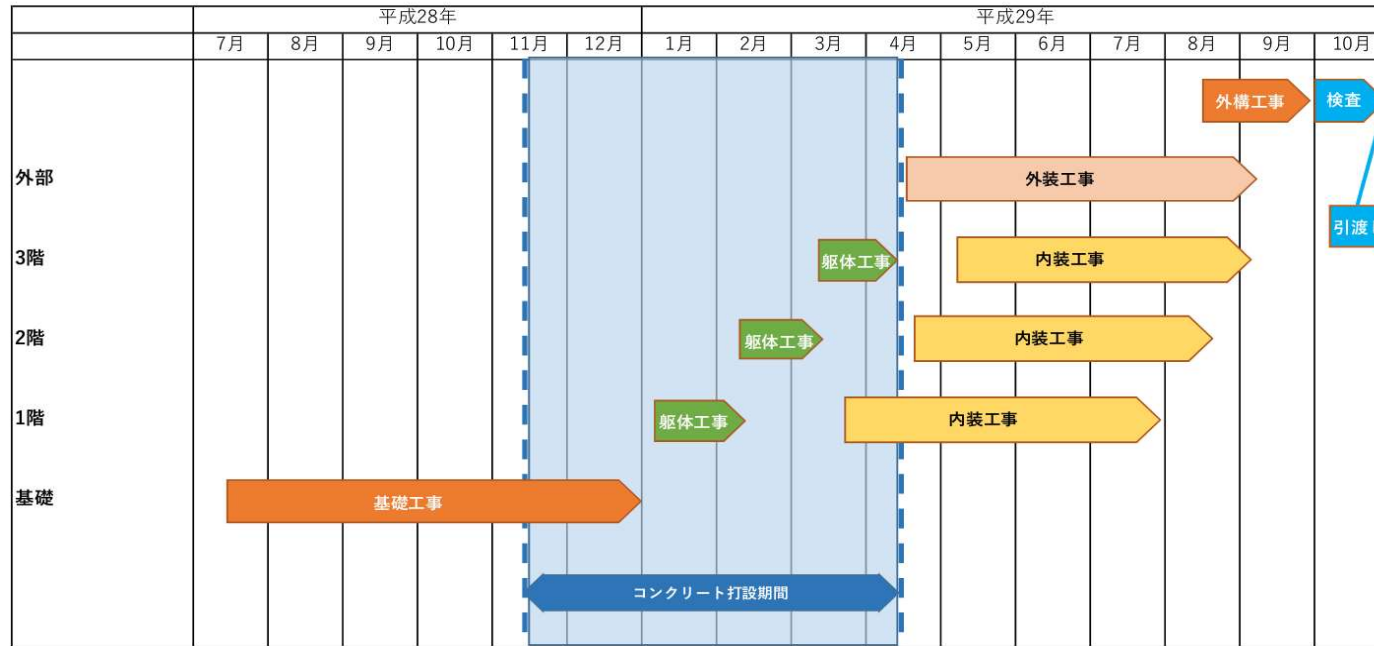 平成28年 平成29年
7月 8月 9月 10月 11月 12月 1月 2月 3月 4月 5月 6月 7月 8月 9月 10月
外構工事 検査
外部 外装工事
引渡
3階 躯体工事 内装工事
2階 躯体工事 内装工事
1階 躯体工事 内装工事
基礎 基礎工事
コンクリート打設期間